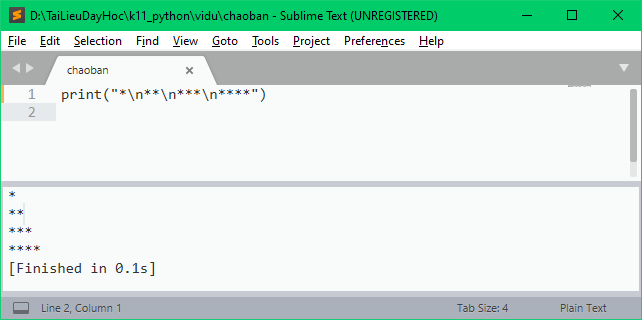 D:\TaiLieuDayHoc\k11_python\vidu\chaoban - Sublime Text (UNREGISTERED)
File Edit Selection Find View Goto Tools Project Preferences Help
chaoban
1 print("*\n**\n***\n****")
2
*
**
***
****
[Finished in 0.1s]
Line 2, Column 1 Tab Size: 4 Plain Text